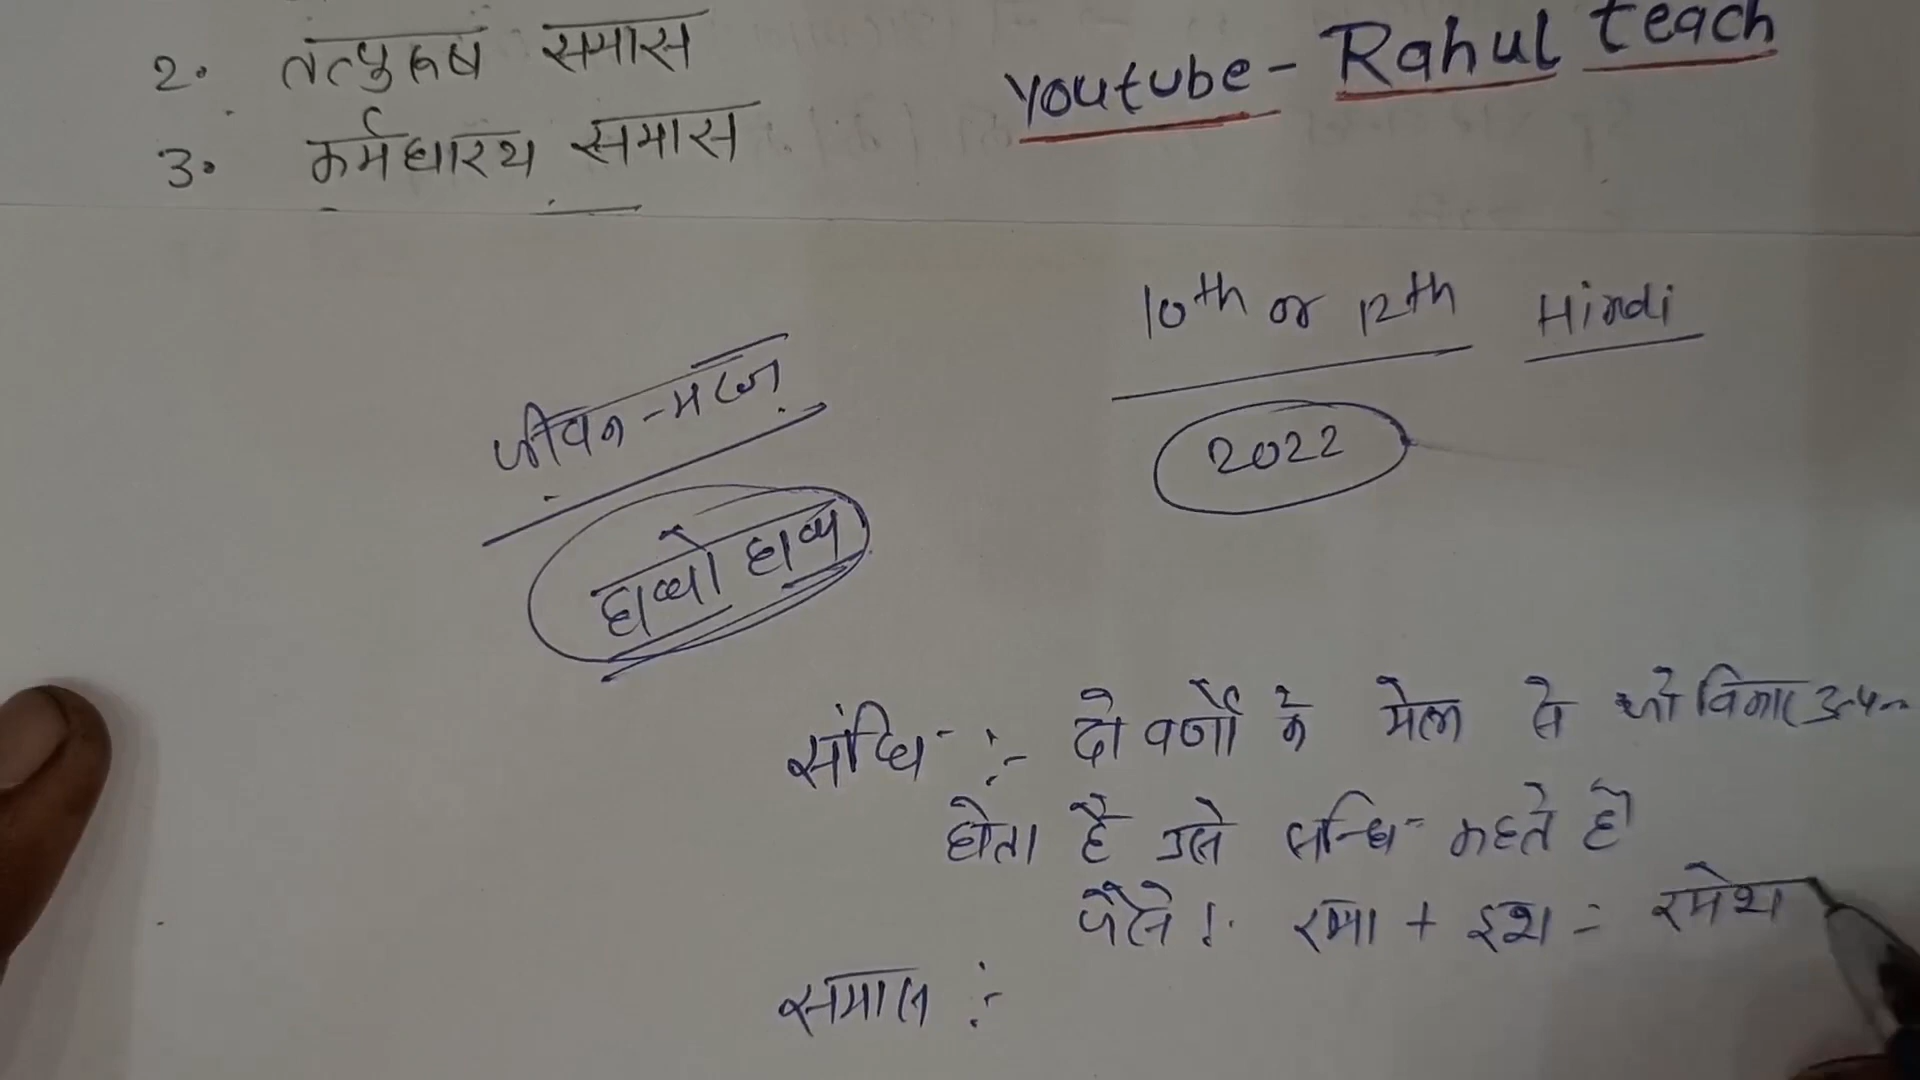 2. तत्पुरूष समास
youtube - Rahul teach
3. कर्मधारय समास
10th or 12th Hindi
जीवन-मरण
2022
संधि :- दो वर्णों के मेल से जो विकार उत्पन
होता है उसे सन्धि कहते है
जैसे :- रमा + इश = रमेश
समास :-